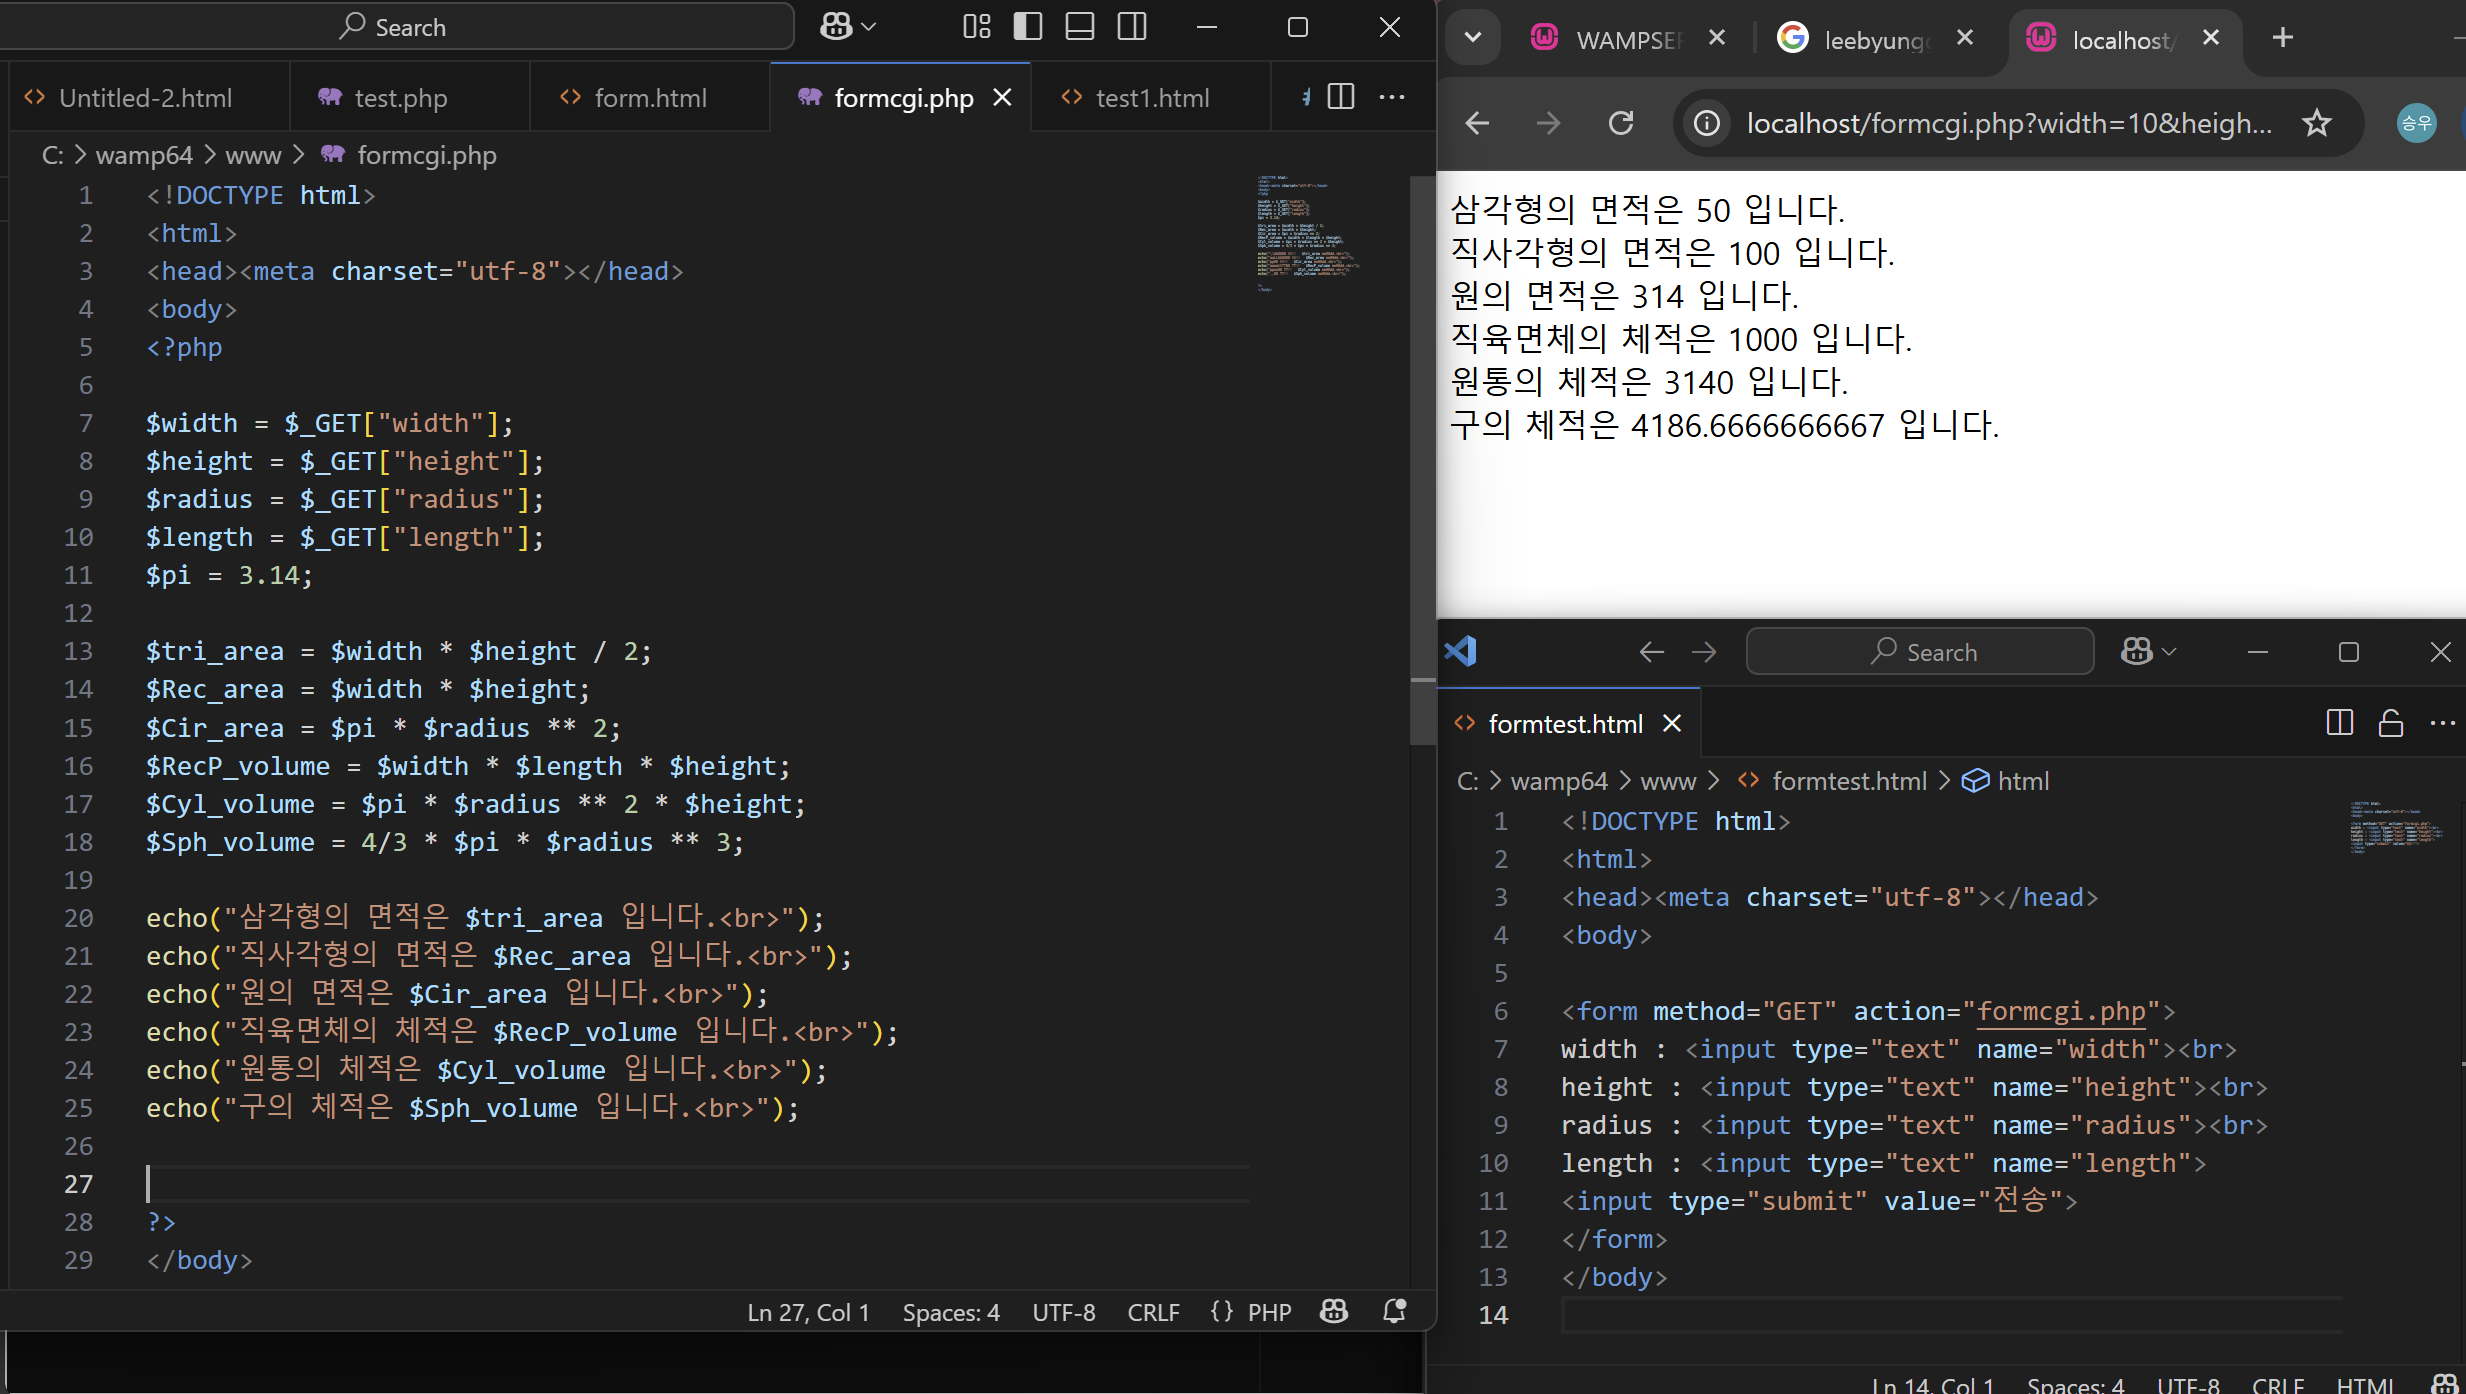 Search
Untitled-2.html
test.php
form.html
formcgi.php
test1.html
C: > wamp64 > www > formcgi.php
1 <!DOCTYPE html>
2 <html>
3 <head><meta charset="utf-8"></head>
4 <body>
5 <?php
6
7 $width = $_GET["width"];
8 $height = $_GET["height"];
9 $radius = $_GET["radius"];
10 $length = $_GET["length"];
11 $pi = 3.14;
12
13 $tri_area = $width * $height / 2;
14 $Rec_area = $width * $height;
15 $Cir_area = $pi * $radius ** 2;
16 $RecP_volume = $width * $length * $height;
17 $Cyl_volume = $pi * $radius ** 2 * $height;
18 $Sph_volume = 4/3 * $pi * $radius ** 3;
19
20 echo("삼각형의 면적은 $tri_area 입니다.<br>");
21 echo("직사각형의 면적은 $Rec_area 입니다.<br>");
22 echo("원의 면적은 $Cir_area 입니다.<br>");
23 echo("직육면체의 체적은 $RecP_volume 입니다.<br>");
24 echo("원통의 체적은 $Cyl_volume 입니다.<br>");
25 echo("구의 체적은 $Sph_volume 입니다.<br>");
26
27
28 ?>
29 </body>
Ln 27, Col 1 Spaces: 4 UTF-8 CRLF {} PHP
WAMPSER
leebyung
localhost/
localhost/formcgi.php?width=10&heigh...
승우
삼각형의 면적은 50 입니다.
직사각형의 면적은 100 입니다.
원의 면적은 314 입니다.
직육면체의 체적은 1000 입니다.
원통의 체적은 3140 입니다.
구의 체적은 4186.6666666667 입니다.
Search
formtest.html
C: > wamp64 > www > formtest.html > html
1 <!DOCTYPE html>
2 <html>
3 <head><meta charset="utf-8"></head>
4 <body>
5
6 <form method="GET" action="formcgi.php">
7 width : <input type="text" name="width"><br>
8 height : <input type="text" name="height"><br>
9 radius : <input type="text" name="radius"><br>
10 length : <input type="text" name="length">
11 <input type="submit" value="전송">
12 </form>
13 </body>
14
Ln 14, Col 1 Spaces: 4 UTF-8 CRLF HTML